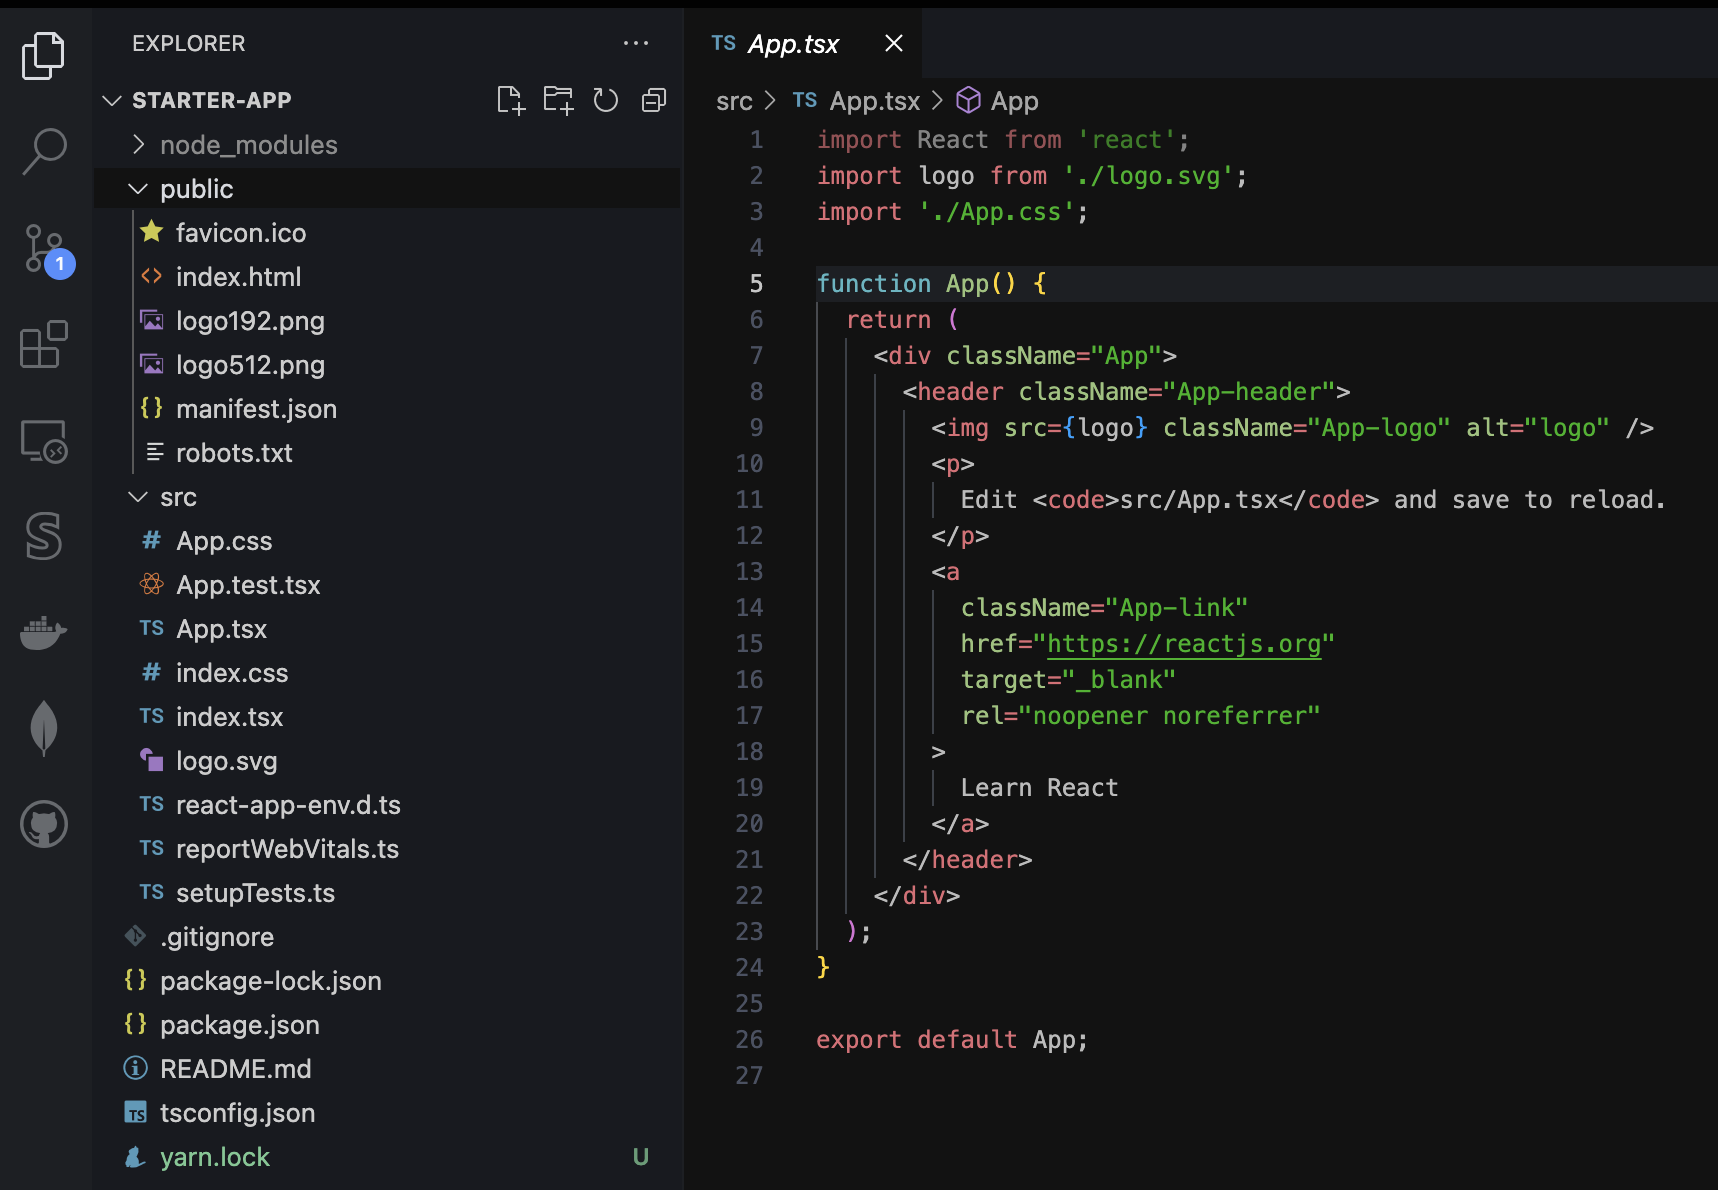 EXPLORER
STARTER-APP
node_modules
public
favicon.ico
index.html
logo192.png
logo512.png
manifest.json
robots.txt
src
# App.css
App.test.tsx
TS App.tsx
# index.css
TS index.tsx
logo.svg
TS react-app-env.d.ts
TS reportWebVitals.ts
TS setupTests.ts
.gitignore
{} package-lock.json
{} package.json
README.md
TS tsconfig.json
yarn.lock U
1
TS App.tsx
src > TS App.tsx > App
1 import React from 'react';
2 import logo from './logo.svg';
3 import './App.css';
4
5 function App() {
6   return (
7     <div className="App">
8       <header className="App-header">
9         <img src={logo} className="App-logo" alt="logo" />
10         <p>
11           Edit <code>src/App.tsx</code> and save to reload.
12         </p>
13         <a
14           className="App-link"
15           href="https://reactjs.org"
16           target="_blank"
17           rel="noopener noreferrer"
18         >
19           Learn React
20         </a>
21       </header>
22     </div>
23   );
24 }
25
26 export default App;
27